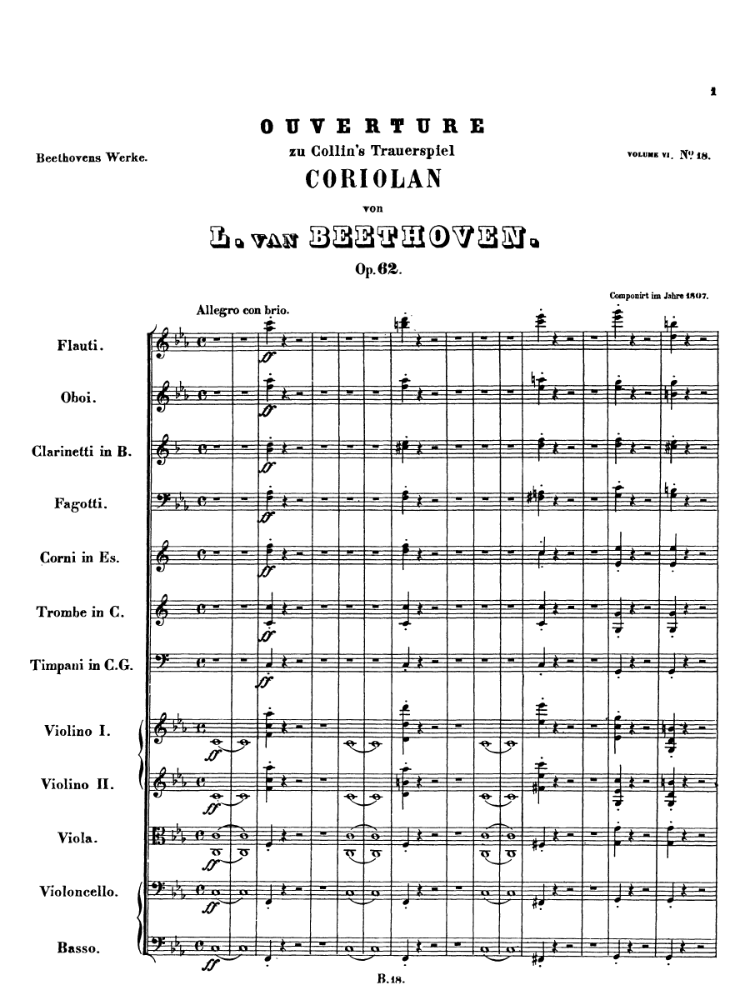 1
OUVERTURE
zu Collin's Trauerspiel
Beethovens Werke.
VOLUME VI. No. 18.
CORIOLAN
von
L. VAN BEETHOVEN.
Op. 62.
Componirt im Jahre 1807.
Allegro con brio.
Flauti.
ff
Oboi.
ff
Clarinetti in B.
ff
Fagotti.
ff
Corni in Es.
ff
Trombe in C.
ff
Timpani in C.G.
ff
Violino I.
ff
Violino II.
ff
Viola.
ff
Violoncello.
ff
Basso.
ff
B.18.